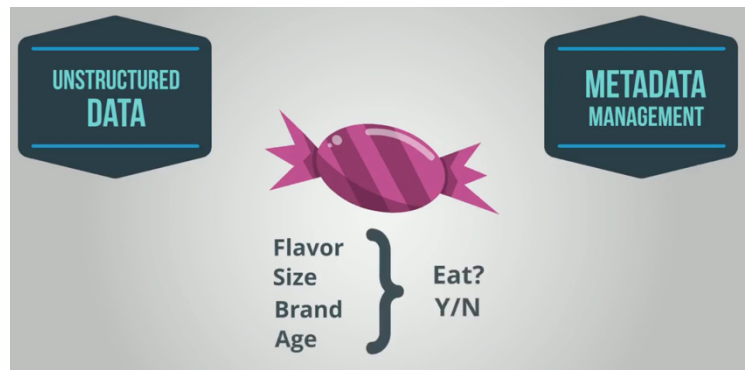 UNSTRUCTURED
DATA
METADATA
MANAGEMENT
Flavor
Size
Brand
Age
Eat?
Y/N